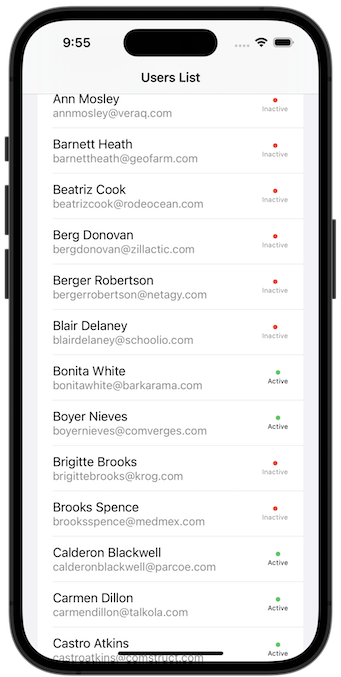 9:55
Users List
Ann Mosley
annmosley@veraq.com
Inactive
Barnett Heath
barnettheath@geofarm.com
Inactive
Beatriz Cook
beatrizcook@rodeocean.com
Inactive
Berg Donovan
bergdonovan@zillactic.com
Inactive
Berger Robertson
bergerrobertson@netagy.com
Inactive
Blair Delaney
blairdelaney@schoolio.com
Inactive
Bonita White
bonitawhite@barkarama.com
Active
Boyer Nieves
boyernieves@comverges.com
Active
Brigitte Brooks
brigittebrooks@krog.com
Inactive
Brooks Spence
brooksspence@medmex.com
Inactive
Calderon Blackwell
calderonblackwell@parcoe.com
Active
Carmen Dillon
carmendillon@talkola.com
Active
Castro Atkins
castroatkins@comstruct.com
Active